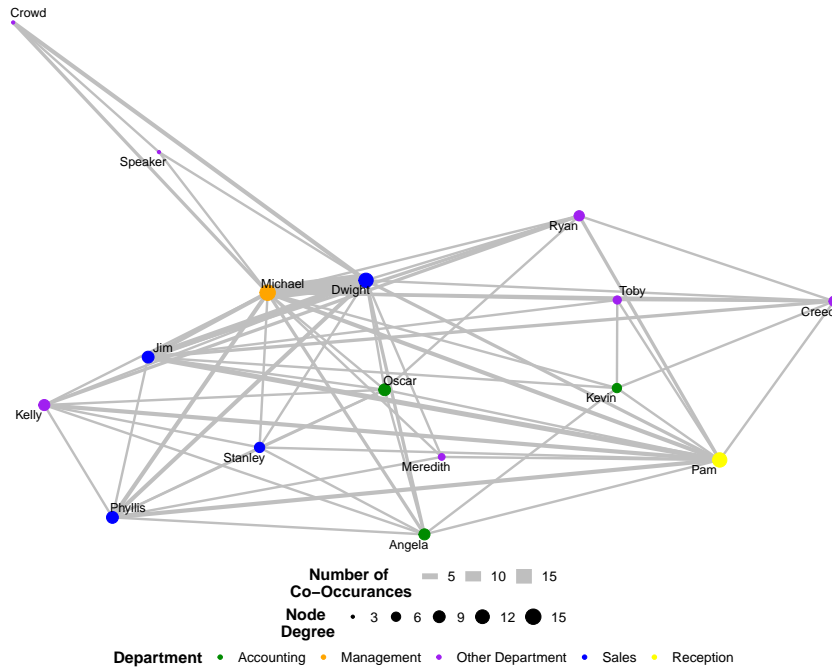 Crowd
Speaker
Ryan
Michael
Dwight
Toby
Creed
Jim
Oscar
Kevin
Kelly
Stanley
Meredith
Pam
Phyllis
Angela
Number of
Co−Occurances
5 10 15
Node
Degree
3 6 9 12 15
Department Accounting Management Other Department Sales Reception